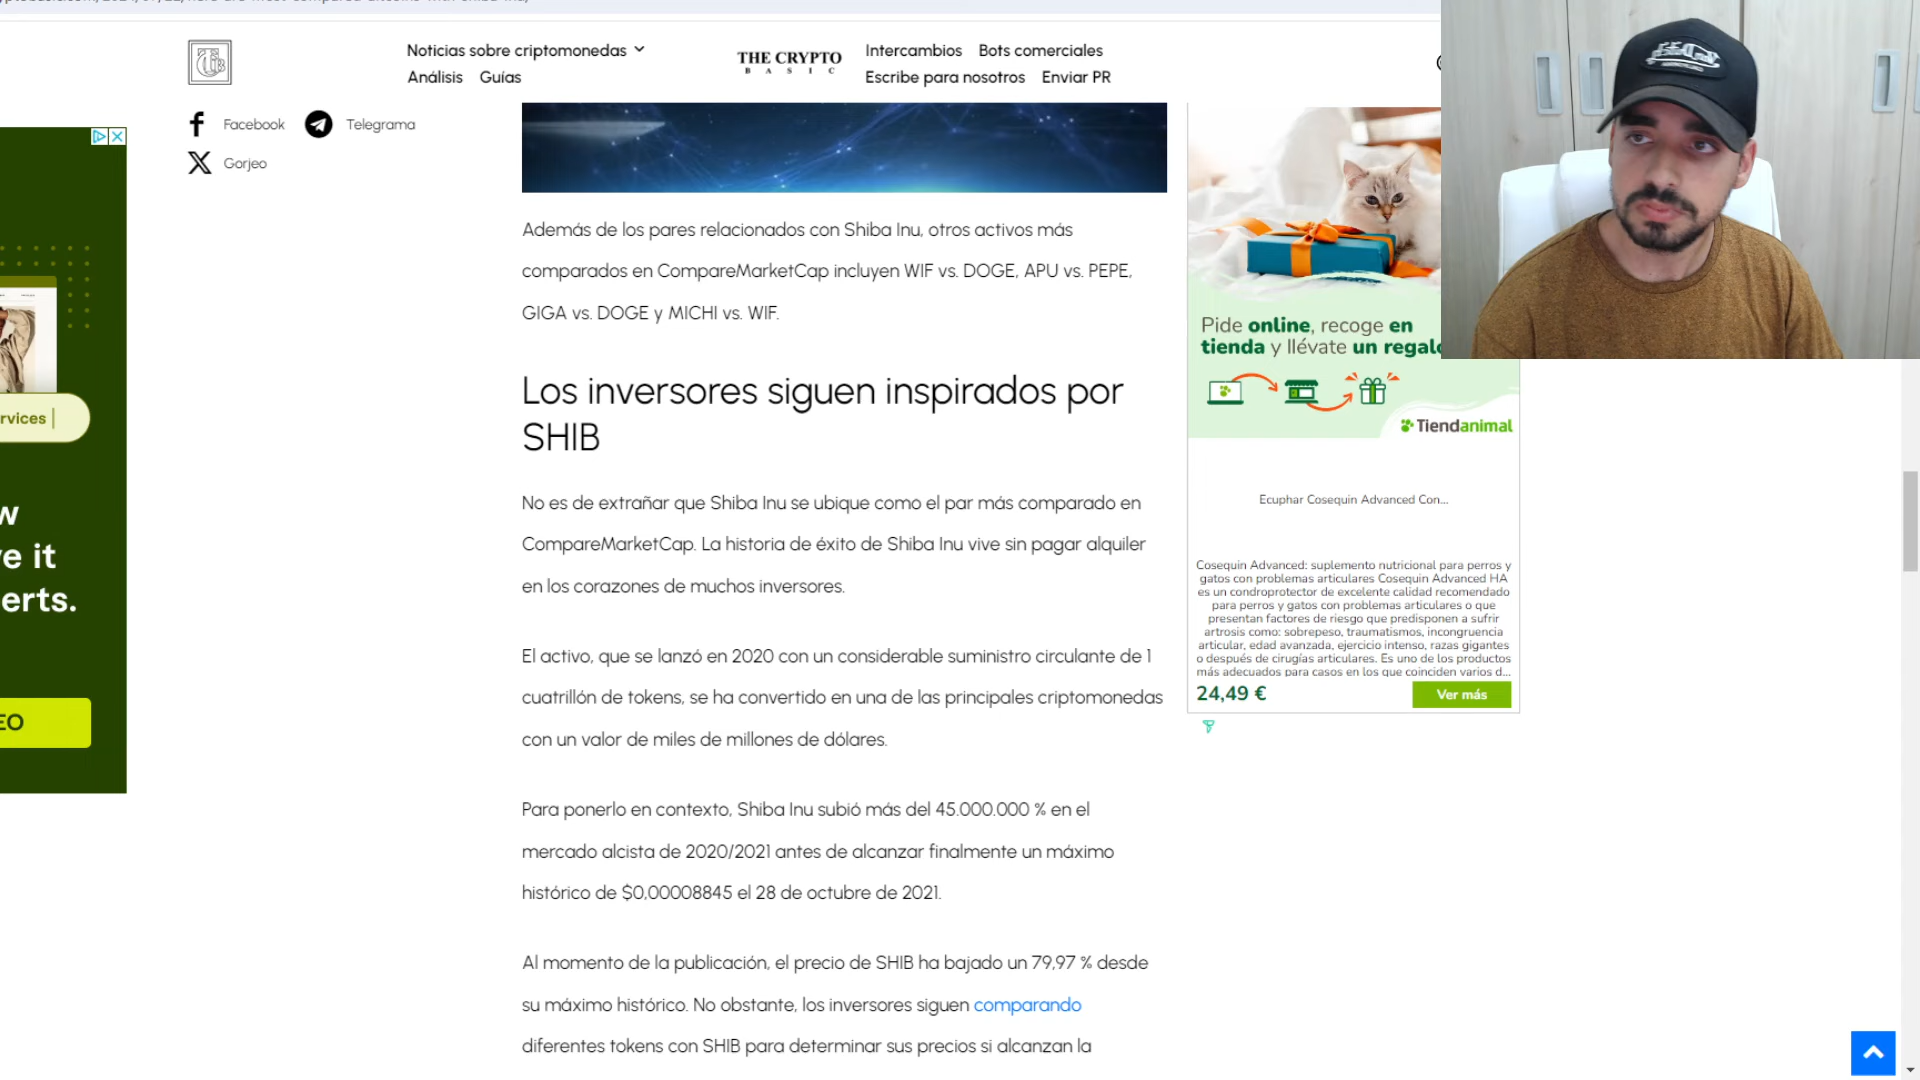 Noticias sobre criptomonedas
Análisis Guías
THE CRYPTO
BASIC
Intercambios Bots comerciales
Escribe para nosotros Enviar PR
Facebook Telegrama
Gorjeo
Además de los pares relacionados con Shiba Inu, otros activos más
comparados en CompareMarketCap incluyen WIF vs. DOGE, APU vs. PEPE,
GIGA vs. DOGE y MICHI vs. WIF.
Los inversores siguen inspirados por
SHIB
No es de extrañar que Shiba Inu se ubique como el par más comparado en
CompareMarketCap. La historia de éxito de Shiba Inu vive sin pagar alquiler
en los corazones de muchos inversores.
El activo, que se lanzó en 2020 con un considerable suministro circulante de 1
cuatrillón de tokens, se ha convertido en una de las principales criptomonedas
con un valor de miles de millones de dólares.
Para ponerlo en contexto, Shiba Inu subió más del 45.000.000 % en el
mercado alcista de 2020/2021 antes de alcanzar finalmente un máximo
histórico de $0,00008845 el 28 de octubre de 2021.
Al momento de la publicación, el precio de SHIB ha bajado un 79,97 % desde
su máximo histórico. No obstante, los inversores siguen comparando
diferentes tokens con SHIB para determinar sus precios si alcanzan la
Pide online, recoge en
tienda y llévate un regalo
Tiendanimal
Ecuphar Cosequin Advanced Con...
Cosequin Advanced: suplemento nutricional para perros y
gatos con problemas articulares Cosequin Advanced HA
es un condroprotector de excelente calidad recomendado
para perros y gatos con problemas articulares o que
presentan factores de riesgo que predisponen a sufrir
artrosis como: sobrepeso, traumatismos, incongruencia
articular, edad avanzada, ejercicio intenso, razas gigantes
o después de cirugías articulares. Es uno de los productos
más adecuados para casos en los que coinciden varios d...
24,49 €
Ver más
rvices
w
e it
erts.
EO